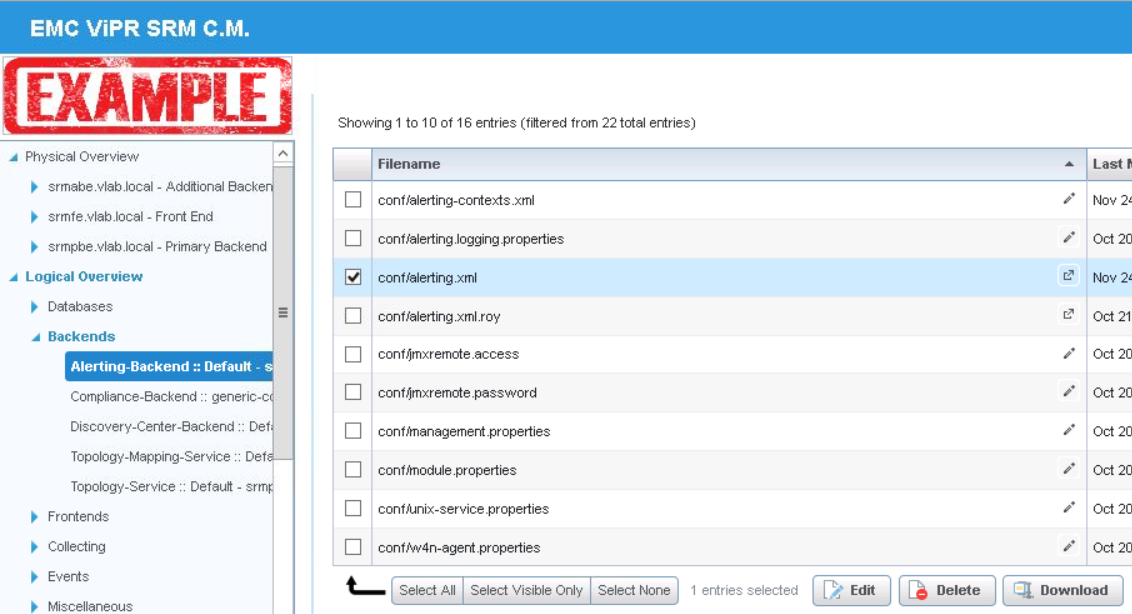 EMC ViPR SRM C.M.
EXAMPLE
Physical Overview
srmabe.vlab.local - Additional Backen
srmfe.vlab.local - Front End
srmpbe.vlab.local - Primary Backend
Logical Overview
Databases
Backends
Alerting-Backend :: Default - s
Compliance-Backend :: generic-co
Discovery-Center-Backend :: Defa
Topology-Mapping-Service :: Defa
Topology-Service :: Default - srmp
Frontends
Collecting
Events
Miscellaneous
Showing 1 to 10 of 16 entries (filtered from 22 total entries)
Filename Last M
conf/alerting-contexts.xml Nov 24
conf/alerting.logging.properties Oct 20
conf/alerting.xml Nov 24
conf/alerting.xml.roy Oct 21
conf/jmxremote.access Oct 20
conf/jmxremote.password Oct 20
conf/management.properties Oct 20
conf/module.properties Oct 20
conf/unix-service.properties Oct 20
conf/w4n-agent.properties Oct 20
Select All Select Visible Only Select None 1 entries selected Edit Delete Download